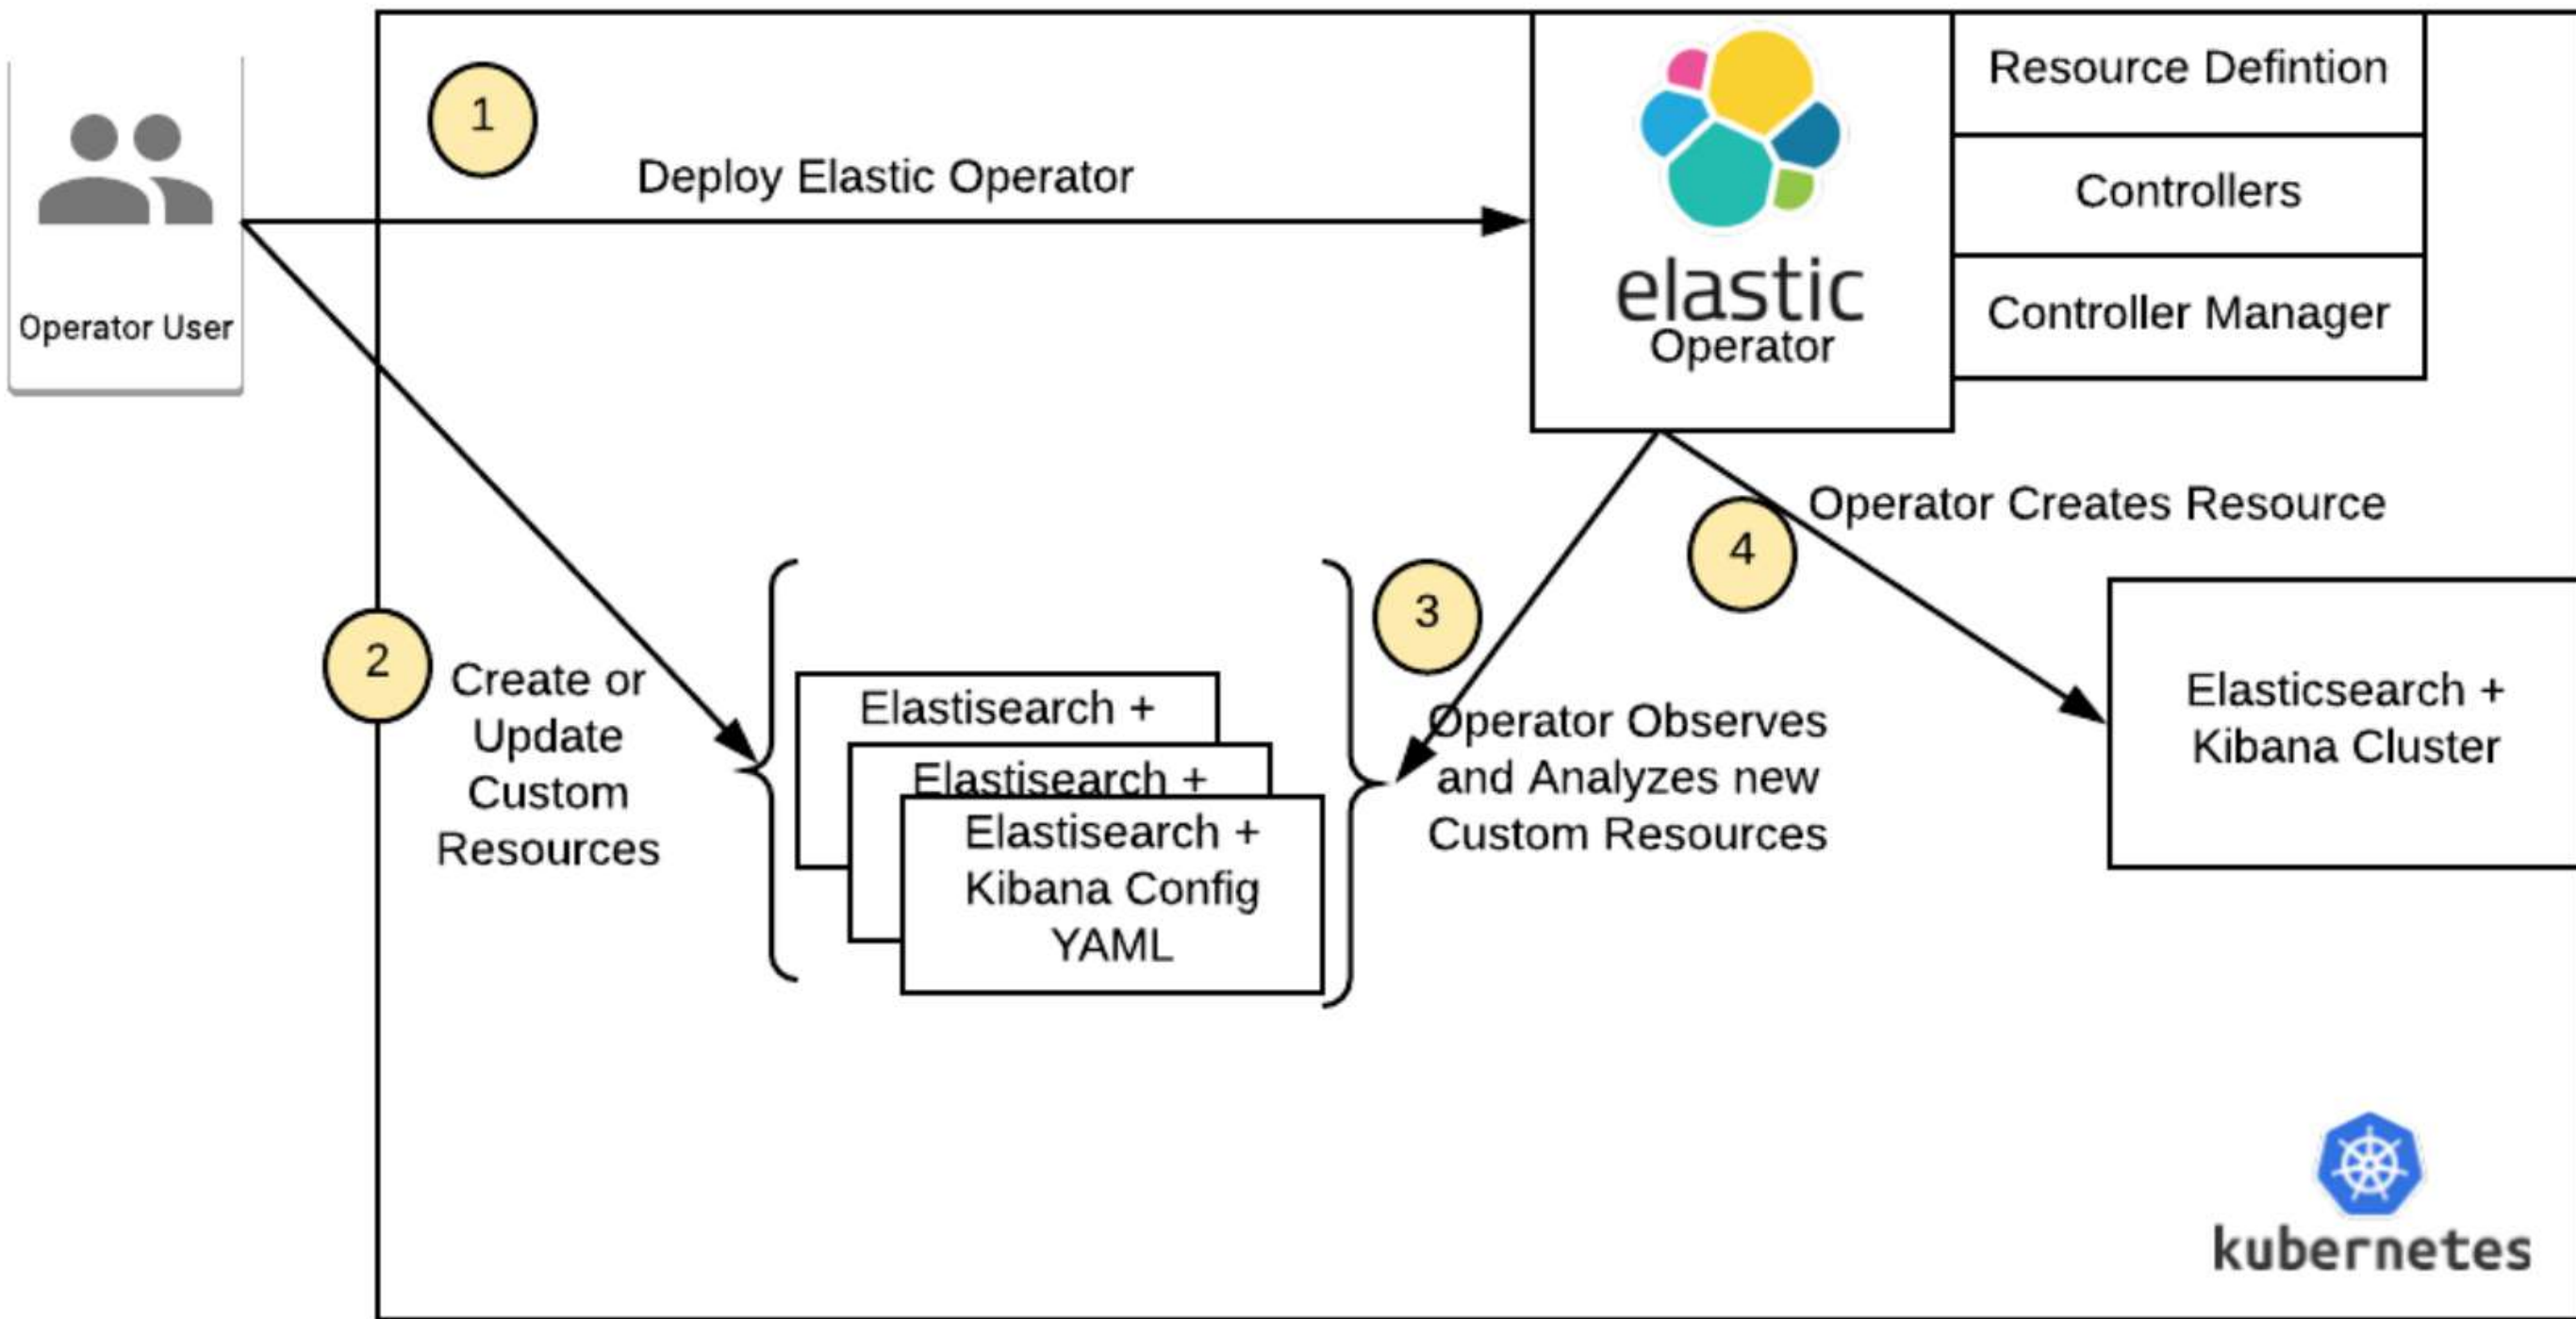 1
Deploy Elastic Operator
Operator User
elastic
Operator
Resource Defintion
Controllers
Controller Manager
2
Create or
Update
Custom
Resources
Elastisearch +
Elastisearch +
Elastisearch +
Kibana Config
YAML
3
Operator Observes
and Analyzes new
Custom Resources
4
Operator Creates Resource
Elasticsearch +
Kibana Cluster
kubernetes